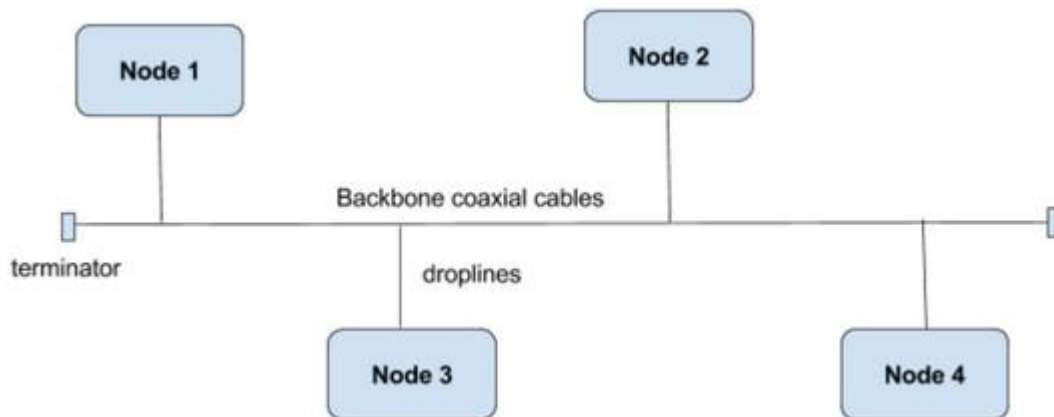 Node 1
Node 2
Backbone coaxial cables
terminator
droplines
Node 3
Node 4